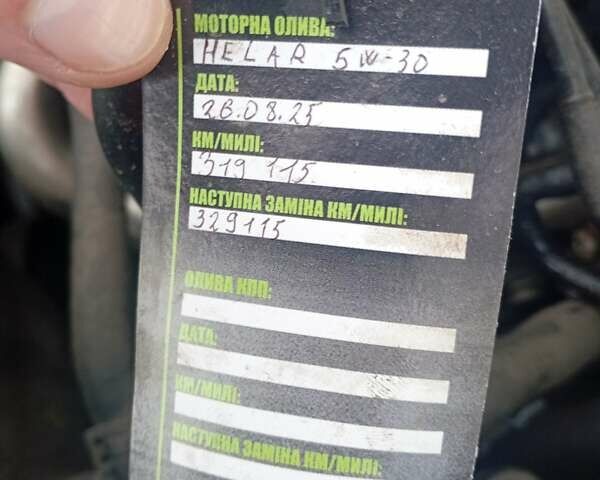 МОТОРНА ОЛИВА:
HELAR 5W-30
ДАТА:
26.08.25
КМ/МИЛІ:
319 115
НАСТУПНА ЗАМІНА КМ/МИЛІ:
329115
ОЛИВА КПП:
ДАТА:
КМ/МИЛІ:
НАСТУПНА ЗАМІНА КМ/МИЛІ: